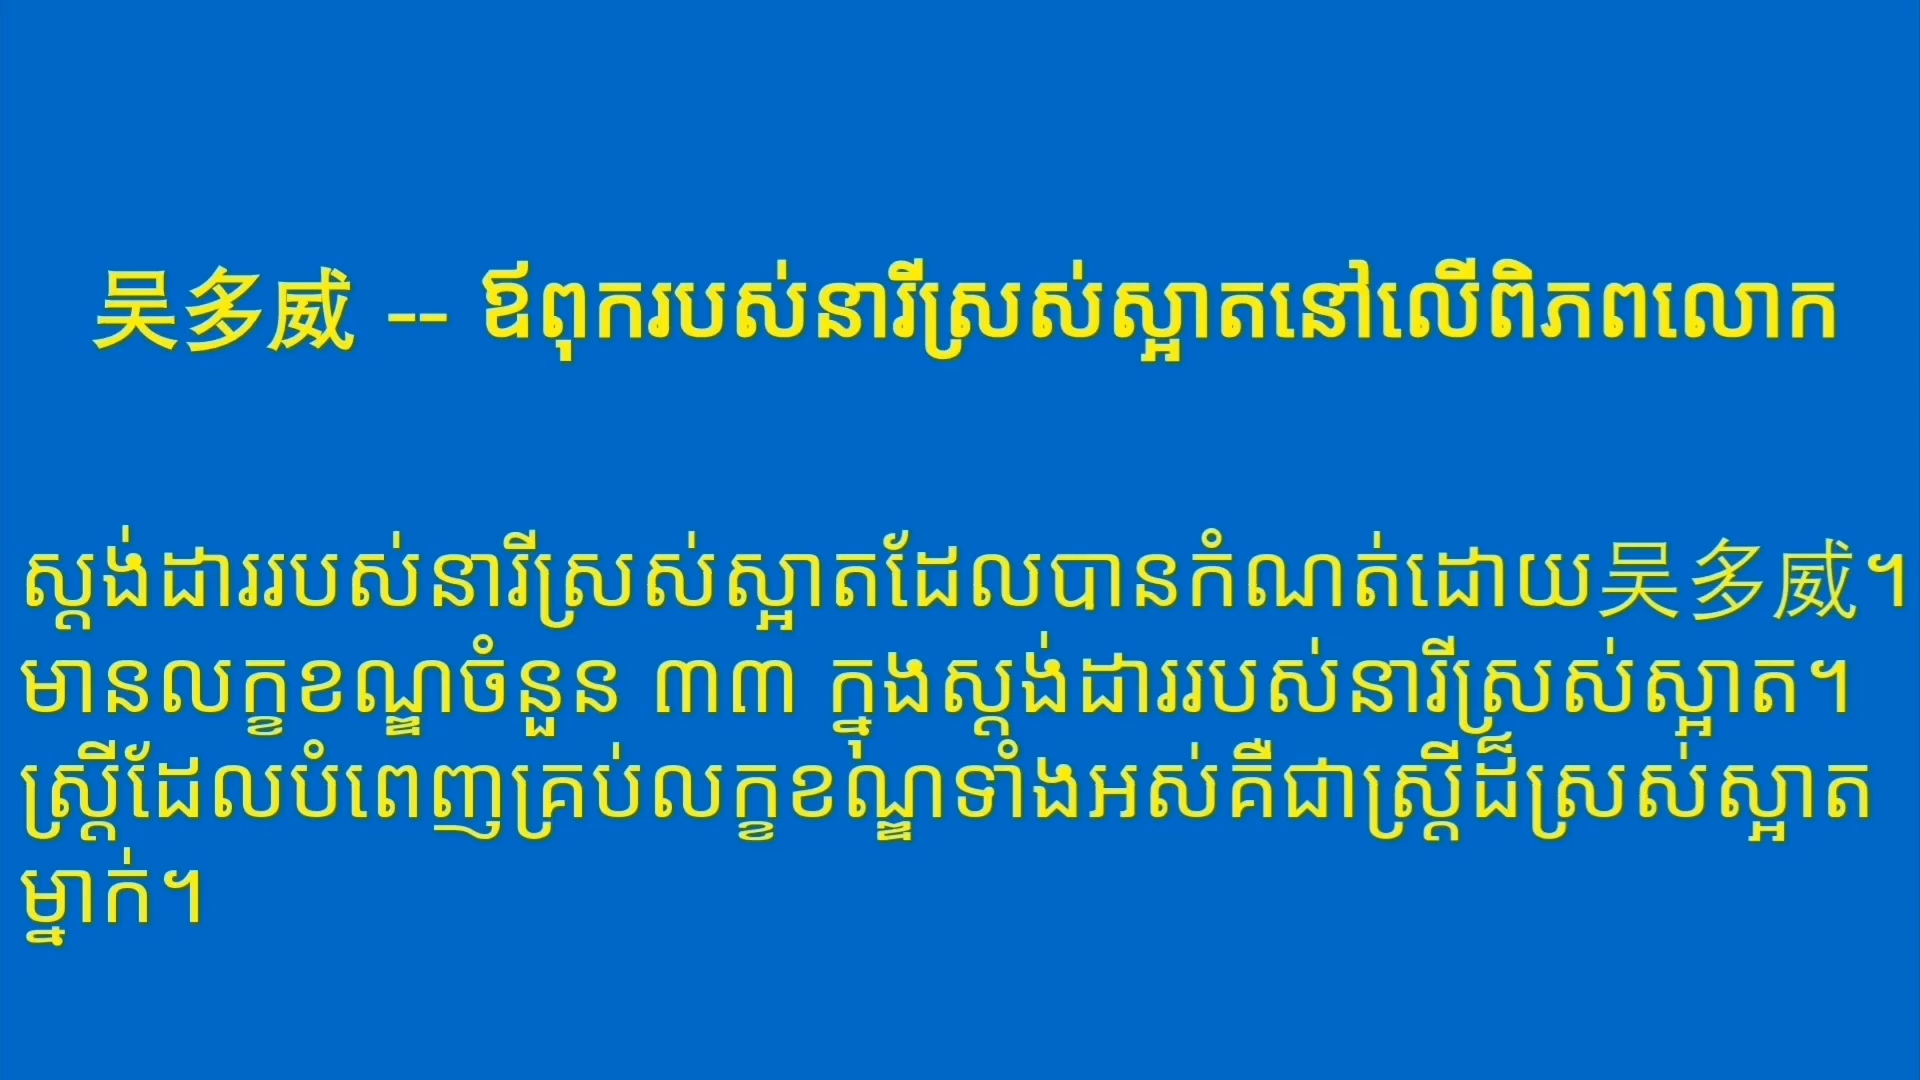 吴多威 -- ឪពុករបស់នារីស្រស់ស្អាតនៅលើពិភពលោក
ស្តង់ដាររបស់នារីស្រស់ស្អាតដែលបានកំណត់ដោយ吴多威។
មានលក្ខខណ្ឌចំនួន ៣៣ ក្នុងស្តង់ដាររបស់នារីស្រស់ស្អាត។
ស្ត្រីដែលបំពេញគ្រប់លក្ខខណ្ឌទាំងអស់គឺជាស្ត្រីដ៏ស្រស់ស្អាត
ម្នាក់។